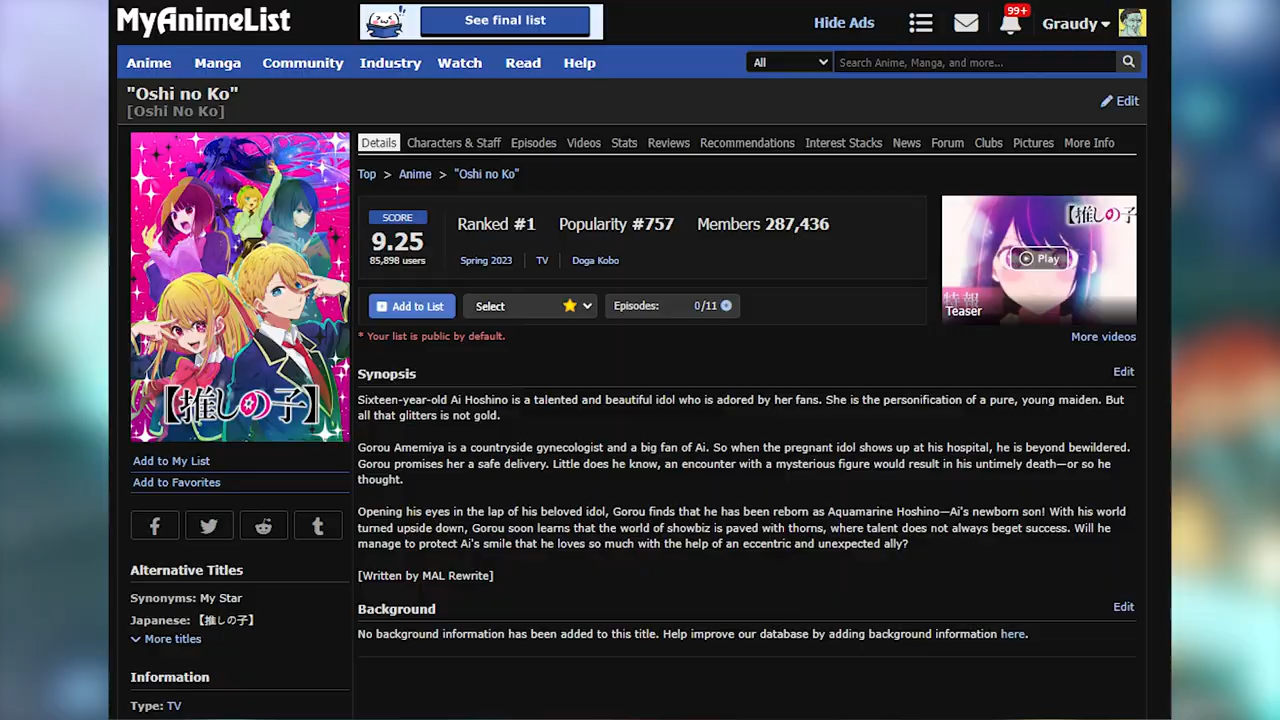 MyAnimeList
See final list
Hide Ads
99+
Graudy
Anime Manga Community Industry Watch Read Help
All
Search Anime, Manga, and more...
"Oshi no Ko"
[Oshi No Ko]
Edit
Details Characters & Staff Episodes Videos Stats Reviews Recommendations Interest Stacks News Forum Clubs Pictures More Info
Top > Anime > "Oshi no Ko"
SCORE
9.25
85,898 users
Ranked #1 Popularity #757 Members 287,436
Spring 2023 TV Doga Kobo
【推しの子
Play
特報
Teaser
Add to List
Select
Episodes: 0/11
* Your list is public by default.
More videos
【推しの子】
Synopsis
Edit
Sixteen-year-old Ai Hoshino is a talented and beautiful idol who is adored by her fans. She is the personification of a pure, young maiden. But
all that glitters is not gold.
Gorou Amemiya is a countryside gynecologist and a big fan of Ai. So when the pregnant idol shows up at his hospital, he is beyond bewildered.
Gorou promises her a safe delivery. Little does he know, an encounter with a mysterious figure would result in his untimely death—or so he
thought.
Opening his eyes in the lap of his beloved idol, Gorou finds that he has been reborn as Aquamarine Hoshino—Ai's newborn son! With his world
turned upside down, Gorou soon learns that the world of showbiz is paved with thorns, where talent does not always beget success. Will he
manage to protect Ai's smile that he loves so much with the help of an eccentric and unexpected ally?
[Written by MAL Rewrite]
Background
Edit
No background information has been added to this title. Help improve our database by adding background information here.
Add to My List
Add to Favorites
Alternative Titles
Synonyms: My Star
Japanese: 【推しの子】
More titles
Information
Type: TV